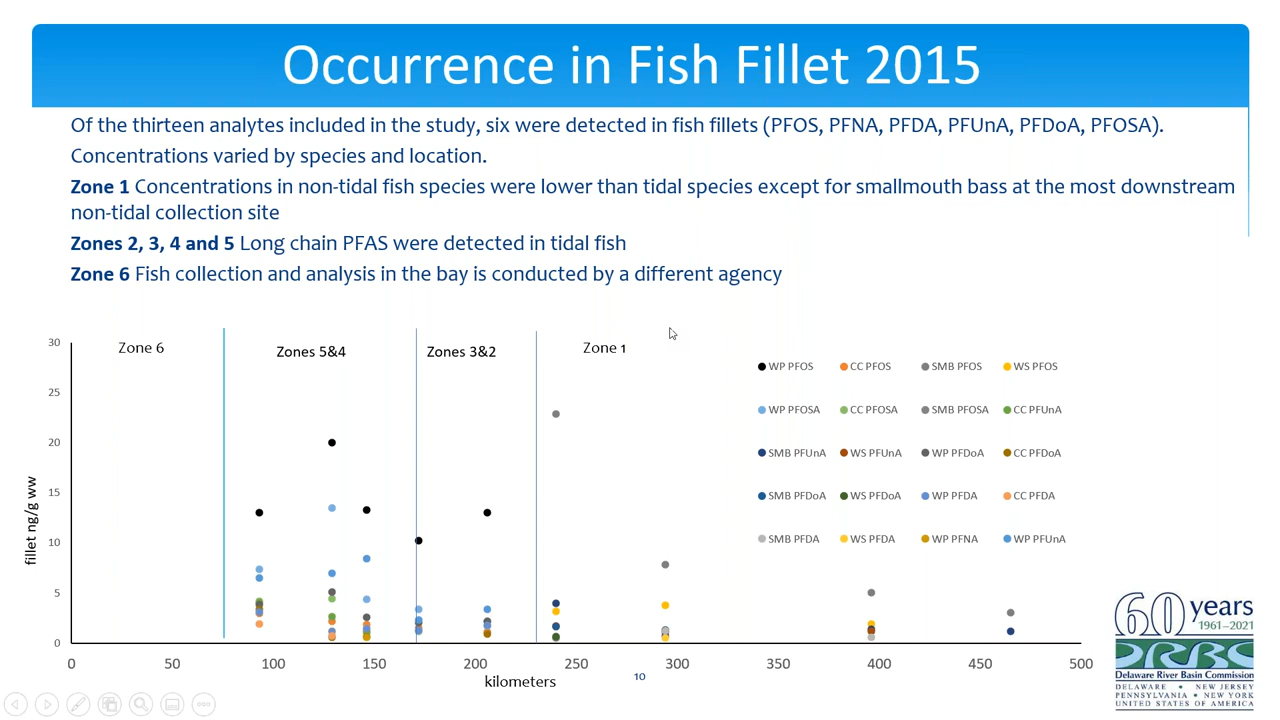 Occurrence in Fish Fillet 2015
Of the thirteen analytes included in the study, six were detected in fish fillets (PFOS, PFNA, PFDA, PFUnA, PFDoA, PFOSA).
Concentrations varied by species and location.
Zone 1 Concentrations in non-tidal fish species were lower than tidal species except for smallmouth bass at the most downstream
non-tidal collection site
Zones 2, 3, 4 and 5 Long chain PFAS were detected in tidal fish
Zone 6 Fish collection and analysis in the bay is conducted by a different agency
Zone 6
Zones 5&4
Zones 3&2
Zone 1
30
25
20
15
10
5
0
fillet ng/g ww
0 50 100 150 200 250 300 350 400 450 500
kilometers
WP PFOS CC PFOS SMB PFOS WS PFOS
WP PFOSA CC PFOSA SMB PFOSA CC PFUnA
SMB PFUnA WS PFUnA WP PFDoA CC PFDoA
SMB PFDoA WS PFDoA WP PFDA CC PFDA
SMB PFDA WS PFDA WP PFNA WP PFUnA
10
60 years
1961–2021
DRBC
Delaware River Basin Commission
DELAWARE • NEW JERSEY
PENNSYLVANIA • NEW YORK
UNITED STATES OF AMERICA